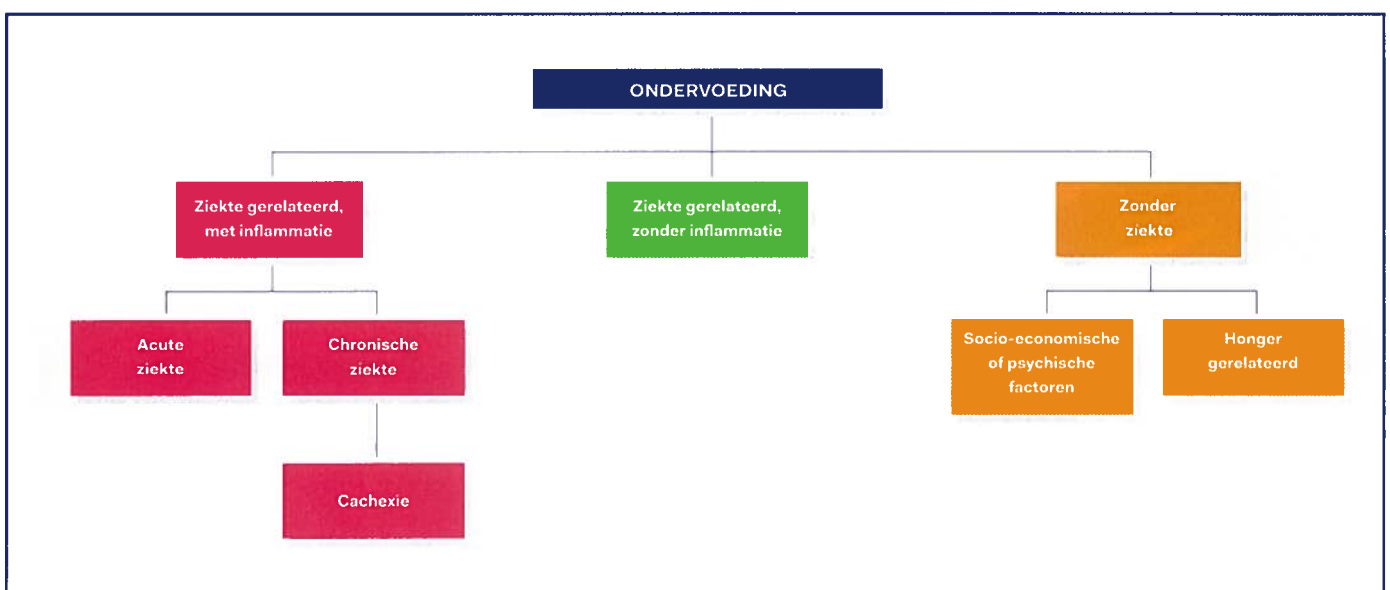 ONDERVOEDING
Ziekte gerelateerd,
met inflammatie
Ziekte gerelateerd,
zonder inflammatie
Zonder
ziekte
Acute
ziekte
Chronische
ziekte
Socio-economische
of psychische
factoren
Honger
gerelateerd
Cachexie